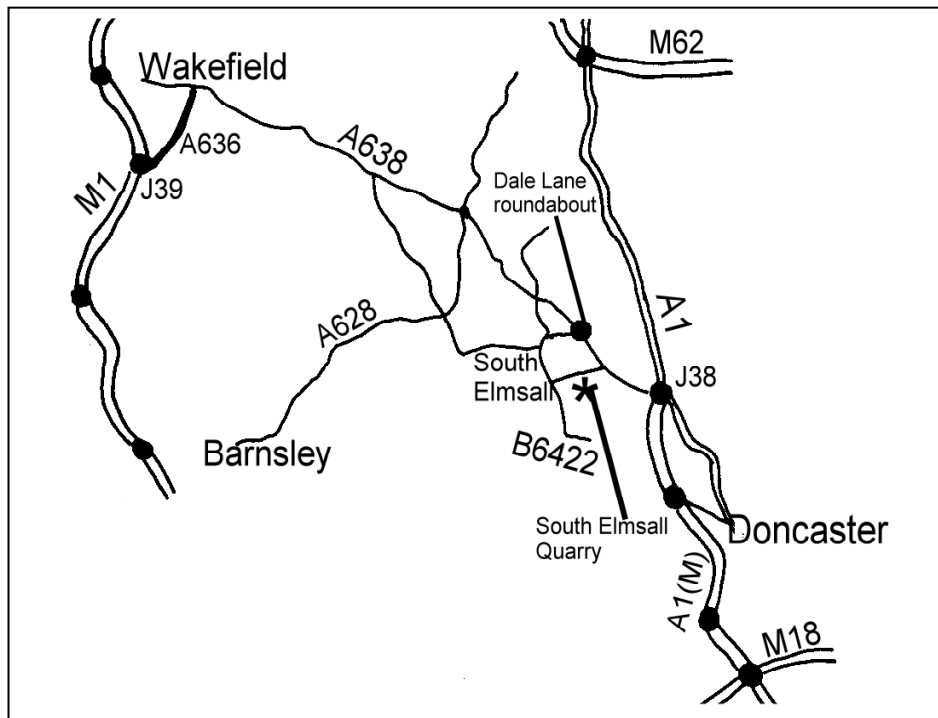 M62
Wakefield
A636
A638
J39
M1
Dale Lane
roundabout
A1
A628
South
Elmsall
J38
Barnsley
B6422
South Elmsall
Quarry
Doncaster
A1(M)
M18